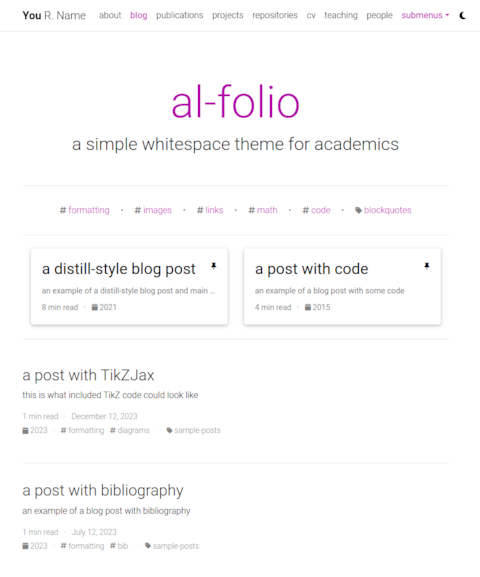 You R. Name about blog publications projects repositories cv teaching people submenus
al-folio
a simple whitespace theme for academics
# formatting • # images • # links • # math • # code • blockquotes
a distill-style blog post
an example of a distill-style blog post and main ...
8 min read · 2021
a post with code
an example of a blog post with some code
4 min read · 2015
a post with TikZJax
this is what included TikZ code could look like
1 min read · December 12, 2023
2023 · # formatting # diagrams · sample-posts
a post with bibliography
an example of a blog post with bibliography
1 min read · July 12, 2023
2023 · # formatting # bib · sample-posts